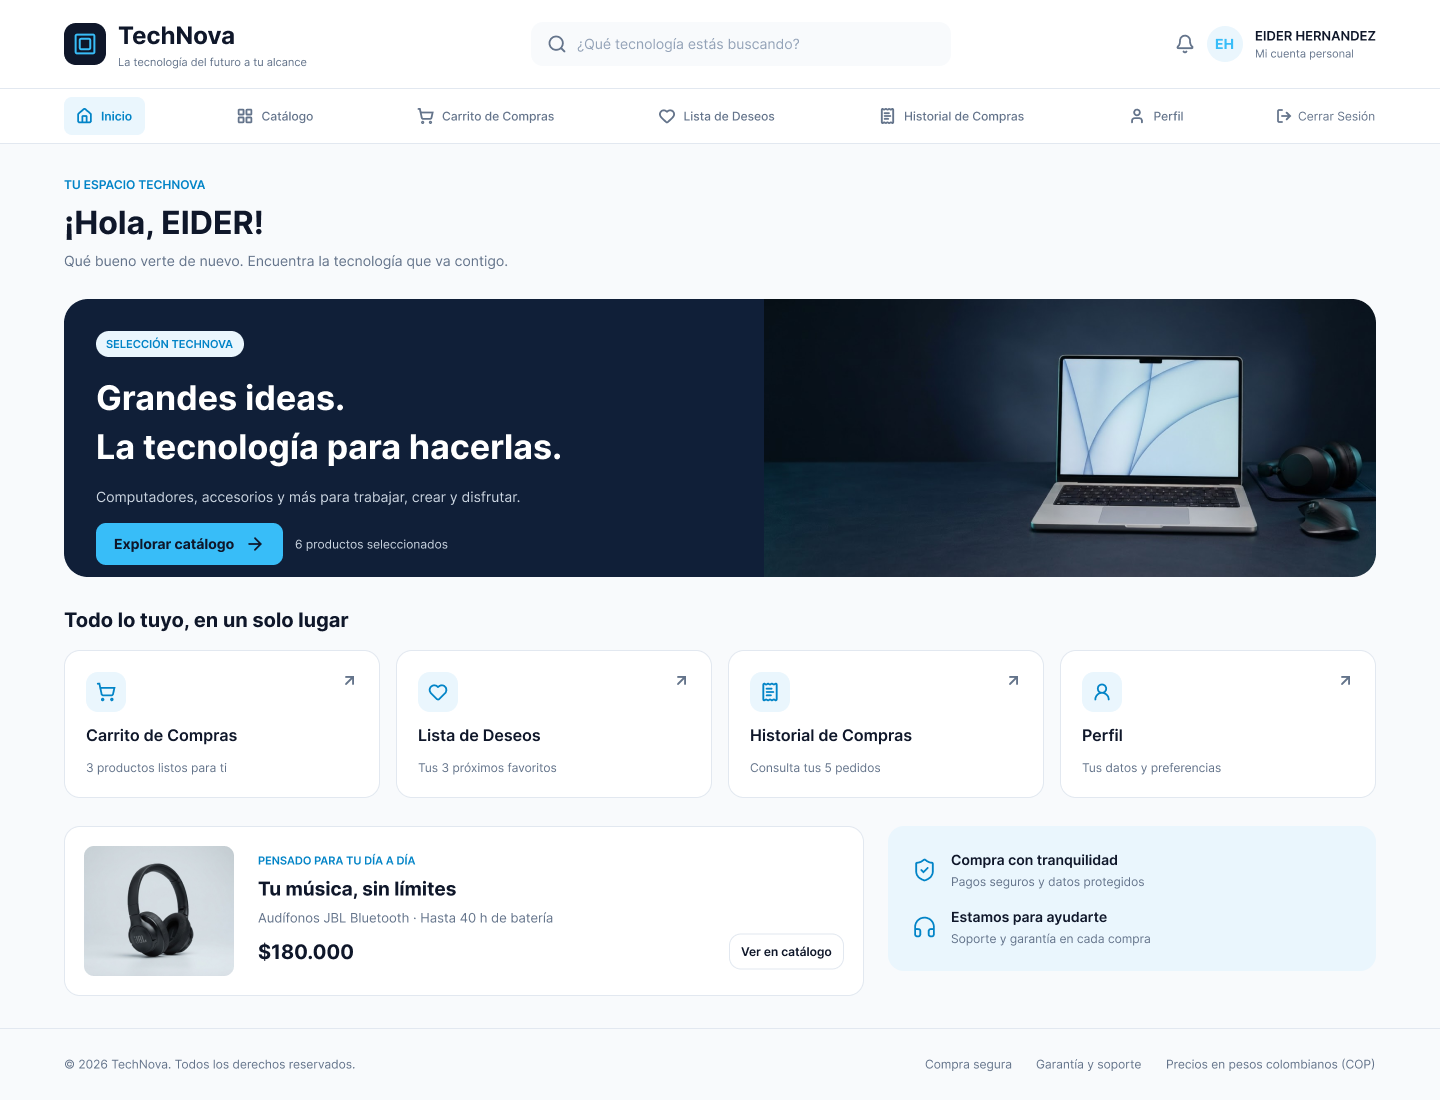 TechNova
La tecnología del futuro a tu alcance
¿Qué tecnología estás buscando?
EH
EIDER HERNANDEZ
Mi cuenta personal
Inicio
Catálogo
Carrito de Compras
Lista de Deseos
Historial de Compras
Perfil
Cerrar Sesión
TU ESPACIO TECHNOVA
¡Hola, EIDER!
Qué bueno verte de nuevo. Encuentra la tecnología que va contigo.
SELECCIÓN TECHNOVA
Grandes ideas.
La tecnología para hacerlas.
Computadores, accesorios y más para trabajar, crear y disfrutar.
Explorar catálogo
6 productos seleccionados
Todo lo tuyo, en un solo lugar
Carrito de Compras
3 productos listos para ti
Lista de Deseos
Tus 3 próximos favoritos
Historial de Compras
Consulta tus 5 pedidos
Perfil
Tus datos y preferencias
JBL
PENSADO PARA TU DÍA A DÍA
Tu música, sin límites
Audífonos JBL Bluetooth · Hasta 40 h de batería
$180.000
Ver en catálogo
Compra con tranquilidad
Pagos seguros y datos protegidos
Estamos para ayudarte
Soporte y garantía en cada compra
© 2026 TechNova. Todos los derechos reservados.
Compra segura
Garantía y soporte
Precios en pesos colombianos (COP)